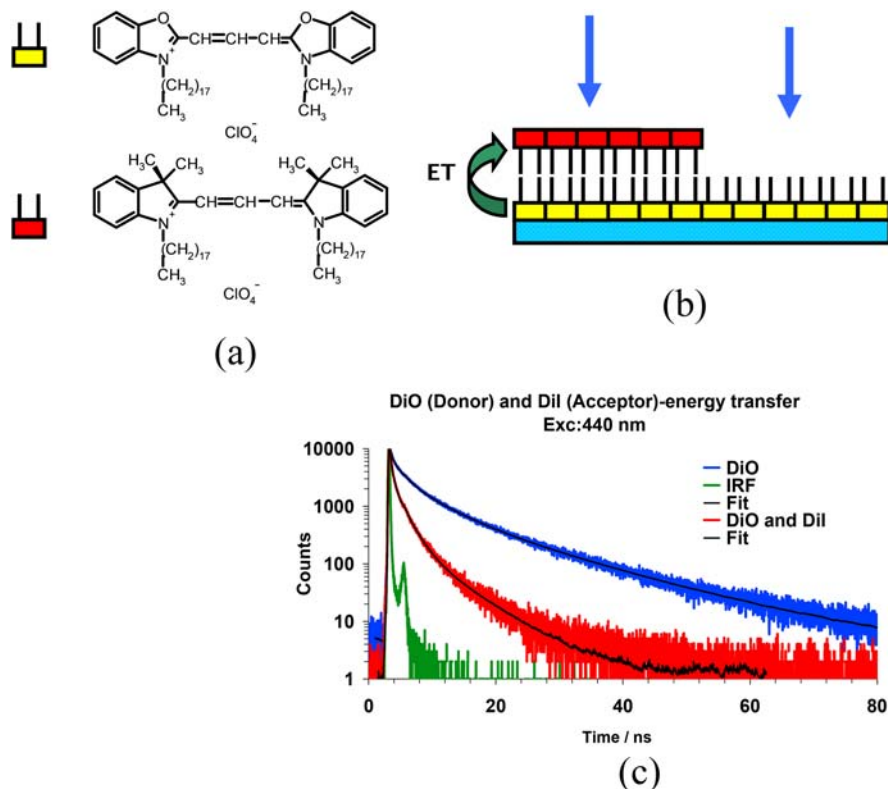 (a)
O
O
CH=CH—CH=
N
+
N
(CH2)17
CH3
(CH2)17
CH3
ClO4−
H3C
CH3
H3C
CH3
CH=CH—CH=
N
+
N
(CH2)17
CH3
(CH2)17
CH3
ClO4−
(a)
(b)
ET
(b)
DiO (Donor) and DiI (Acceptor)-energy transfer
Exc:440 nm
10000
1000
100
10
1
Counts
DiO
IRF
Fit
DiO and DiI
Fit
0
20
40
60
80
Time / ns
(c)